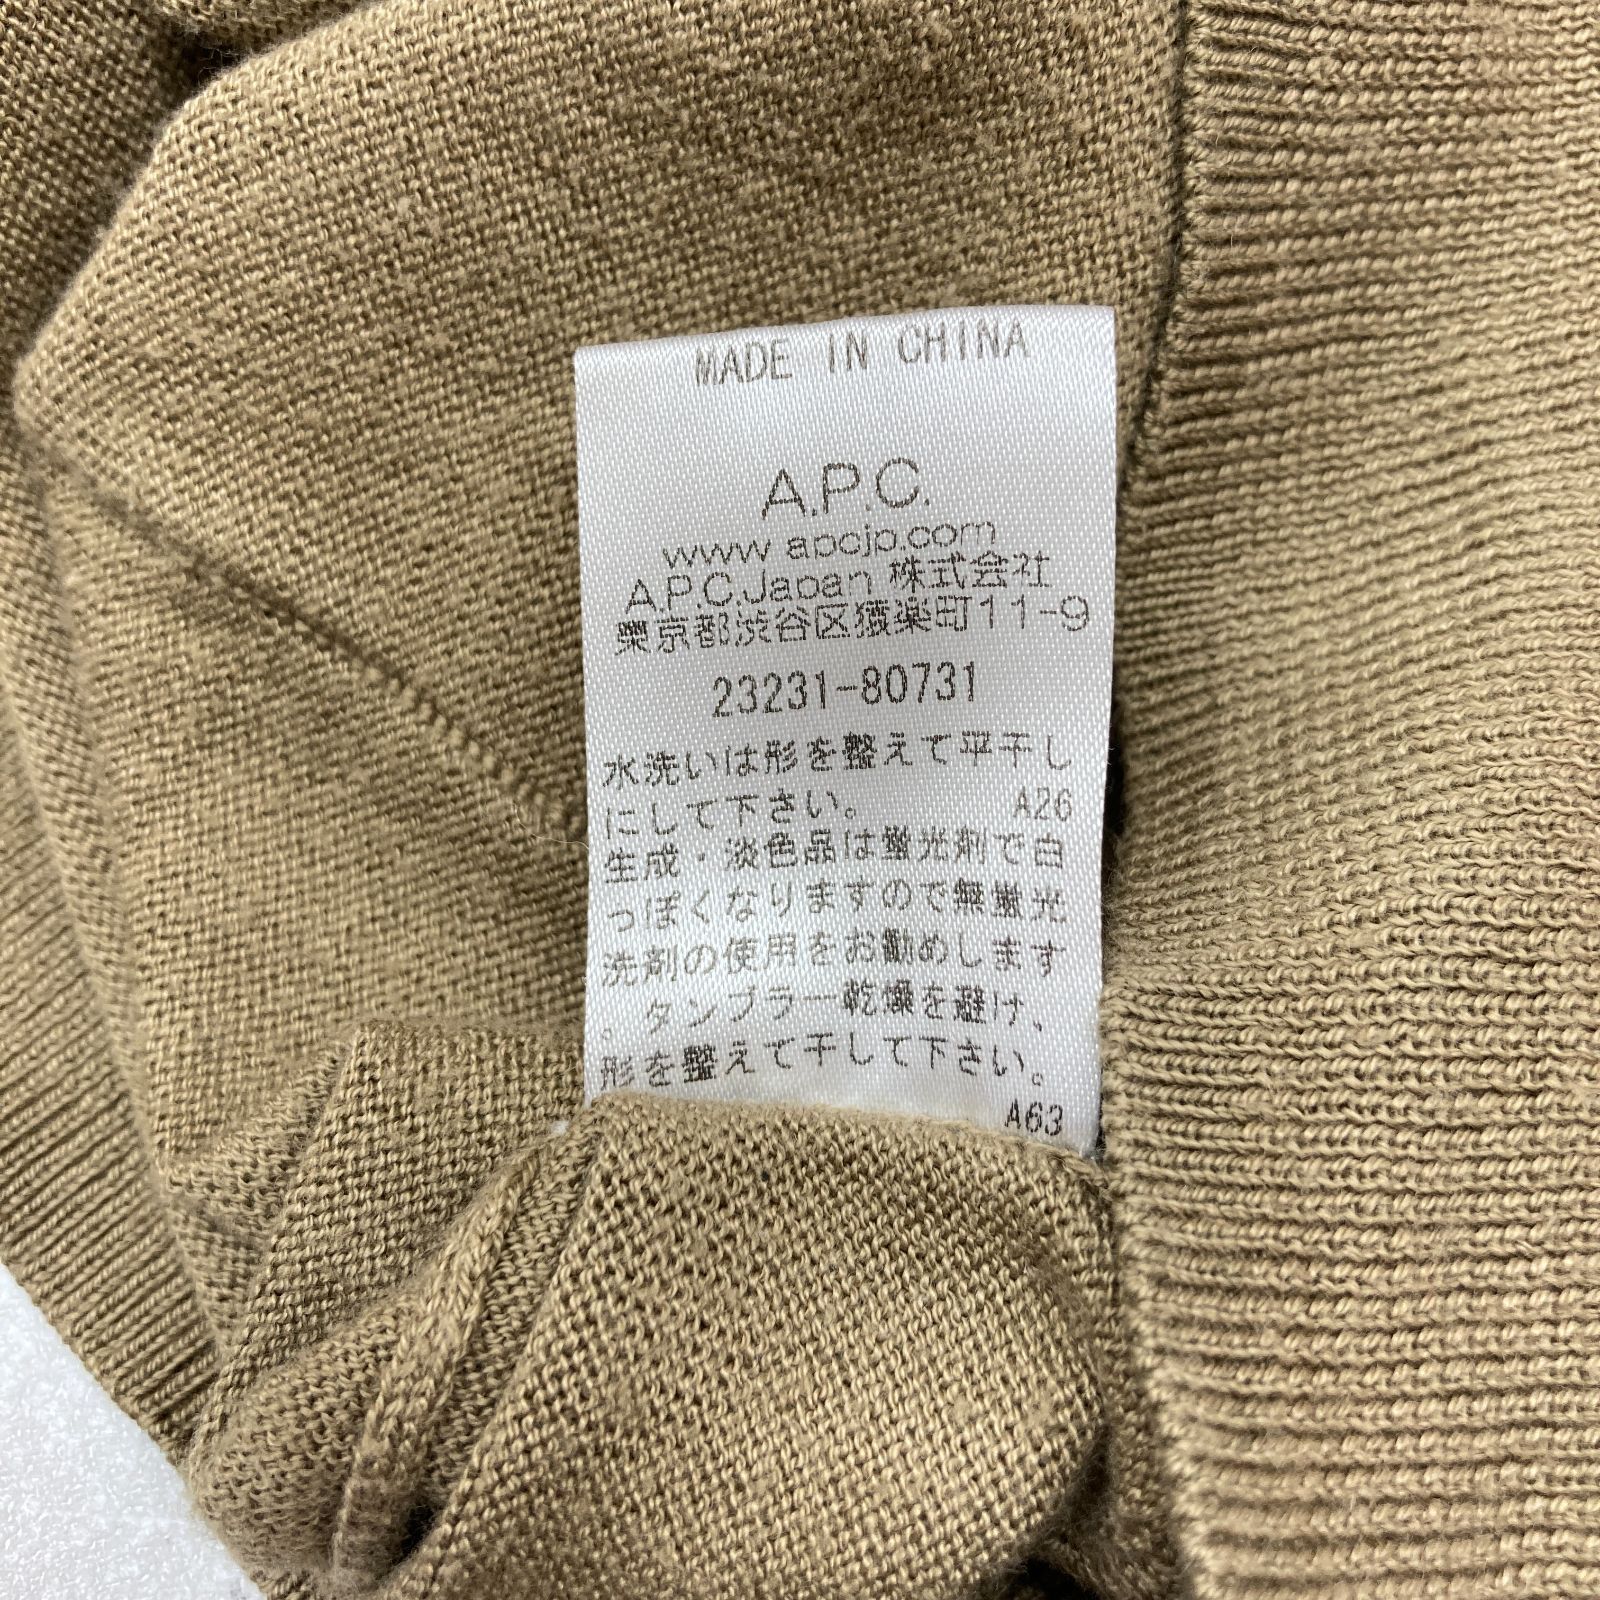 MADE IN CHINA
A.P.C.
www.apcjp.com
A.P.C.Japan 株式会社
東京都渋谷区猿楽町11-9
23231-80731
水洗いは形を整えて平干し
にして下さい。 A26
生成・淡色品は蛍光剤で白
っぽくなりますので無蛍光
洗剤の使用をお勧めします
。タンブラー乾燥を避け、
形を整えて干して下さい。
A63